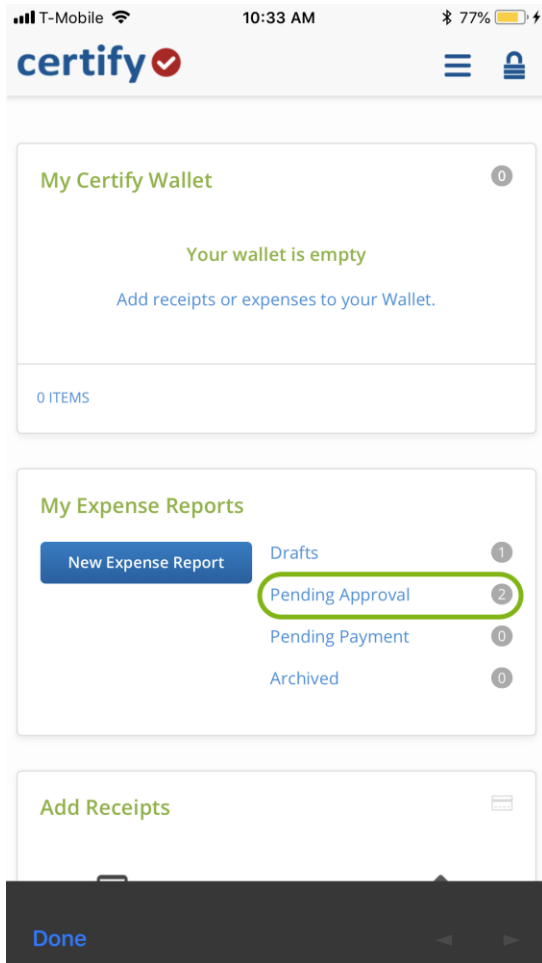 T-Mobile 10:33 AM 77%
certify
My Certify Wallet 0
Your wallet is empty
Add receipts or expenses to your Wallet.
0 ITEMS
My Expense Reports
New Expense Report
Drafts 1
Pending Approval 2
Pending Payment 0
Archived 0
Add Receipts
Done